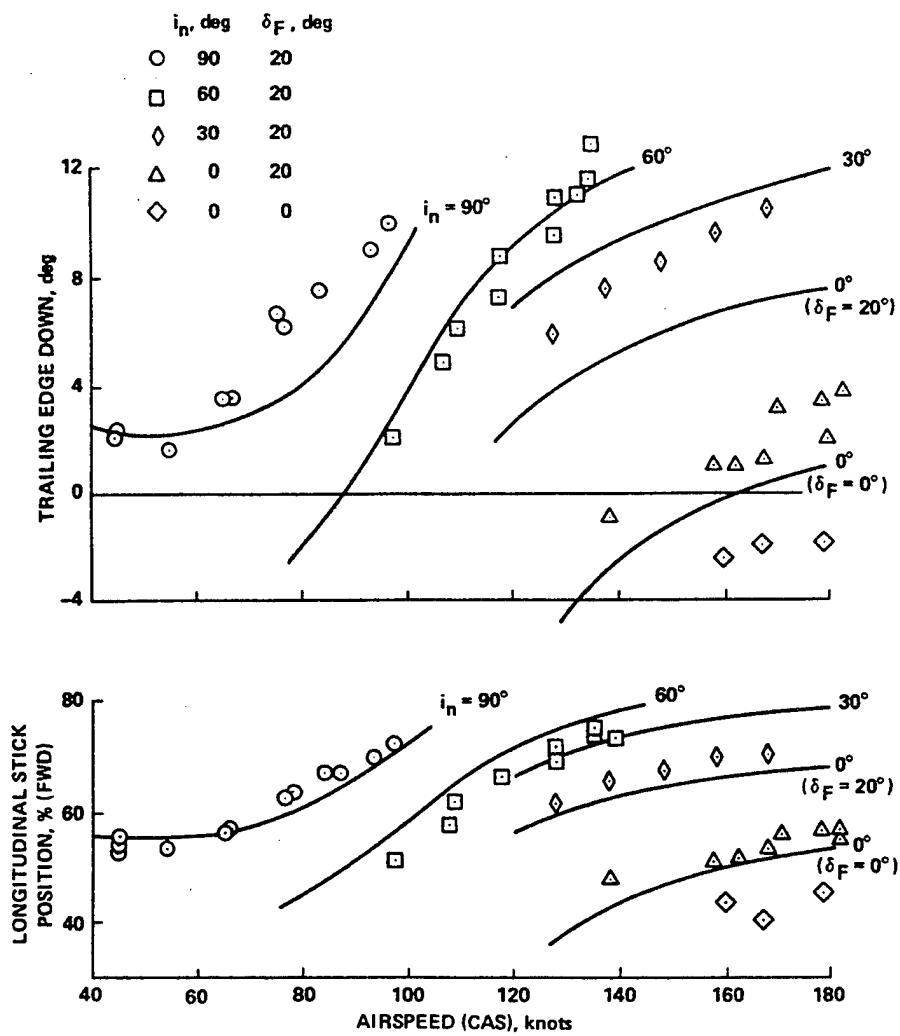 i_n, deg δ_F, deg
90 20
60 20
30 20
0 20
0 0
12
8
4
0
-4
TRAILING EDGE DOWN, deg
i_n = 90°
60°
30°
0°
(δ_F = 20°)
0°
(δ_F = 0°)
80
60
40
LONGITUDINAL STICK
POSITION, % (FWD)
i_n = 90°
60°
30°
0°
(δ_F = 20°)
0°
(δ_F = 0°)
40 60 80 100 120 140 160 180
AIRSPEED (CAS), knots